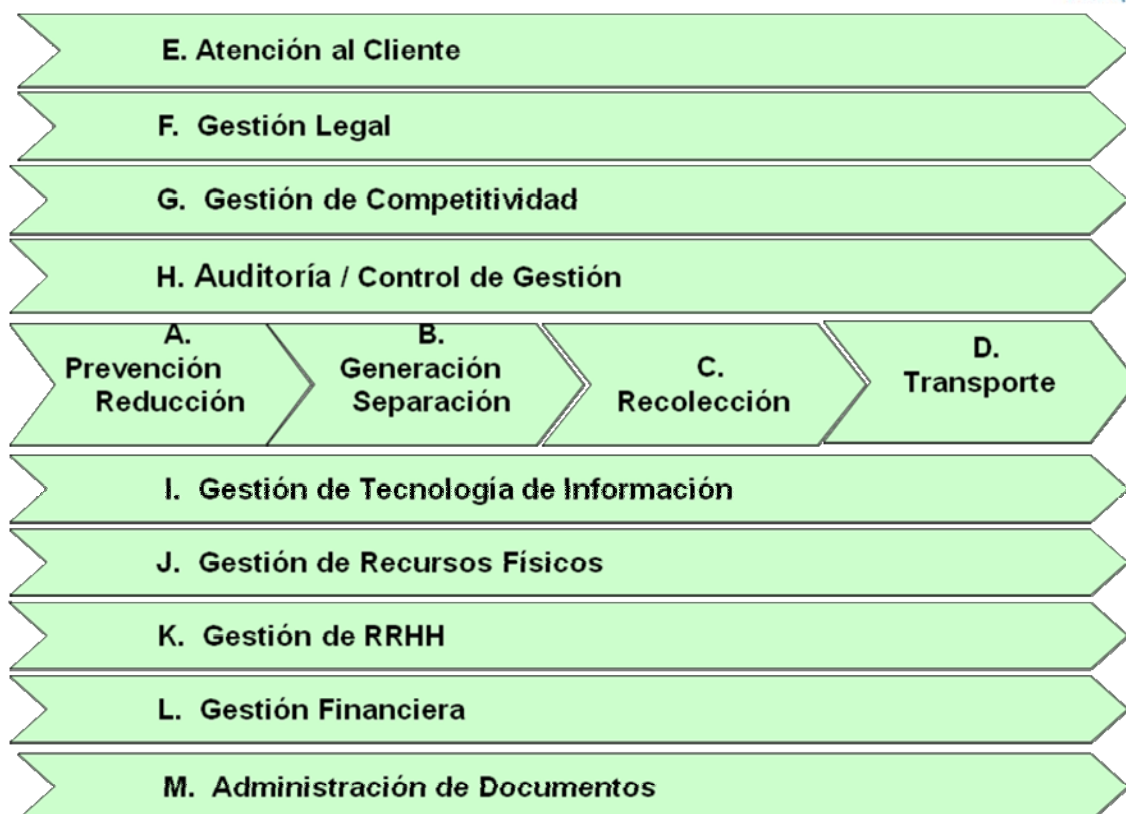 E. Atención al Cliente
F. Gestión Legal
G. Gestión de Competitividad
H. Auditoría / Control de Gestión
A.
Prevención
Reducción
B.
Generación
Separación
C.
Recolección
D.
Transporte
I. Gestión de Tecnología de Información
J. Gestión de Recursos Físicos
K. Gestión de RRHH
L. Gestión Financiera
M. Administración de Documentos